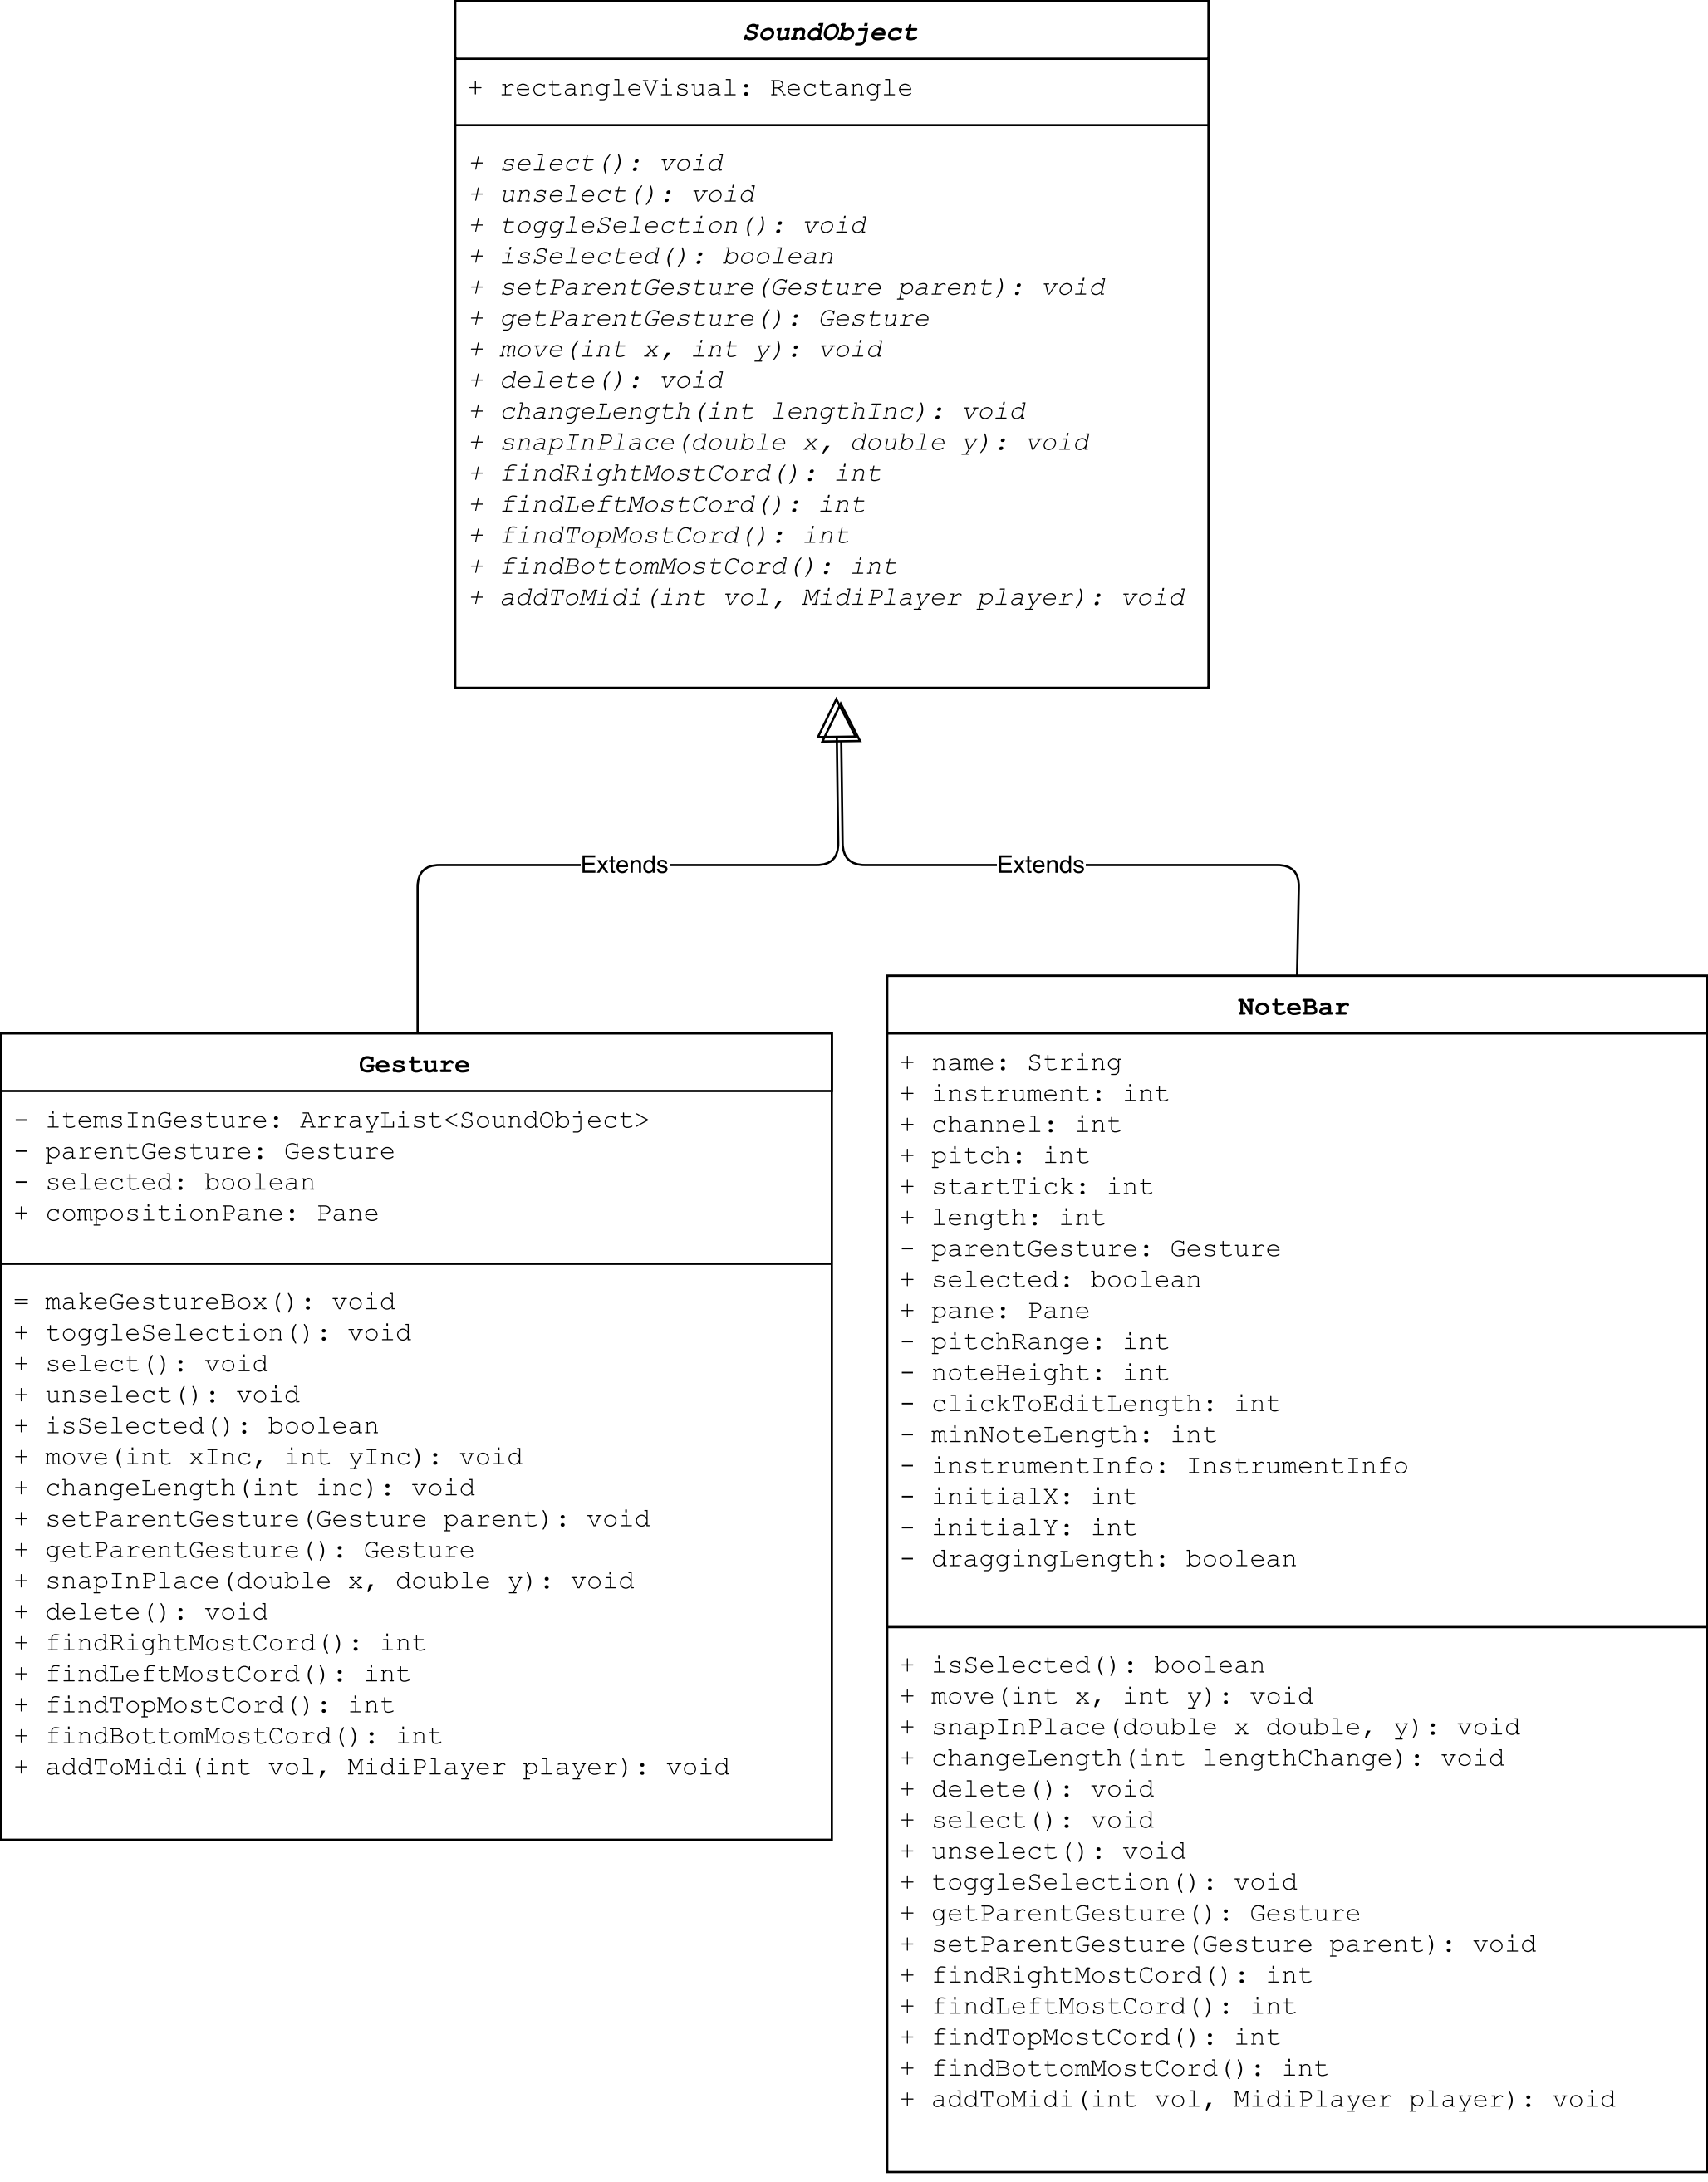 SoundObject
+ rectangleVisual: Rectangle
+ select(): void
+ unselect(): void
+ toggleSelection(): void
+ isSelected(): boolean
+ setParentGesture(Gesture parent): void
+ getParentGesture(): Gesture
+ move(int x, int y): void
+ delete(): void
+ changeLength(int lengthInc): void
+ snapInPlace(double x, double y): void
+ findRightMostCord(): int
+ findLeftMostCord(): int
+ findTopMostCord(): int
+ findBottomMostCord(): int
+ addToMidi(int vol, MidiPlayer player): void
Extends
Extends
Gesture
- itemsInGesture: ArrayList<SoundObject>
- parentGesture: Gesture
- selected: boolean
+ compositionPane: Pane
= makeGestureBox(): void
+ toggleSelection(): void
+ select(): void
+ unselect(): void
+ isSelected(): boolean
+ move(int xInc, int yInc): void
+ changeLength(int inc): void
+ setParentGesture(Gesture parent): void
+ getParentGesture(): Gesture
+ snapInPlace(double x, double y): void
+ delete(): void
+ findRightMostCord(): int
+ findLeftMostCord(): int
+ findTopMostCord(): int
+ findBottomMostCord(): int
+ addToMidi(int vol, MidiPlayer player): void
NoteBar
+ name: String
+ instrument: int
+ channel: int
+ pitch: int
+ startTick: int
+ length: int
- parentGesture: Gesture
+ selected: boolean
+ pane: Pane
- pitchRange: int
- noteHeight: int
- clickToEditLength: int
- minNoteLength: int
- instrumentInfo: InstrumentInfo
- initialX: int
- initialY: int
- draggingLength: boolean
+ isSelected(): boolean
+ move(int x, int y): void
+ snapInPlace(double x double, y): void
+ changeLength(int lengthChange): void
+ delete(): void
+ select(): void
+ unselect(): void
+ toggleSelection(): void
+ getParentGesture(): Gesture
+ setParentGesture(Gesture parent): void
+ findRightMostCord(): int
+ findLeftMostCord(): int
+ findTopMostCord(): int
+ findBottomMostCord(): int
+ addToMidi(int vol, MidiPlayer player): void